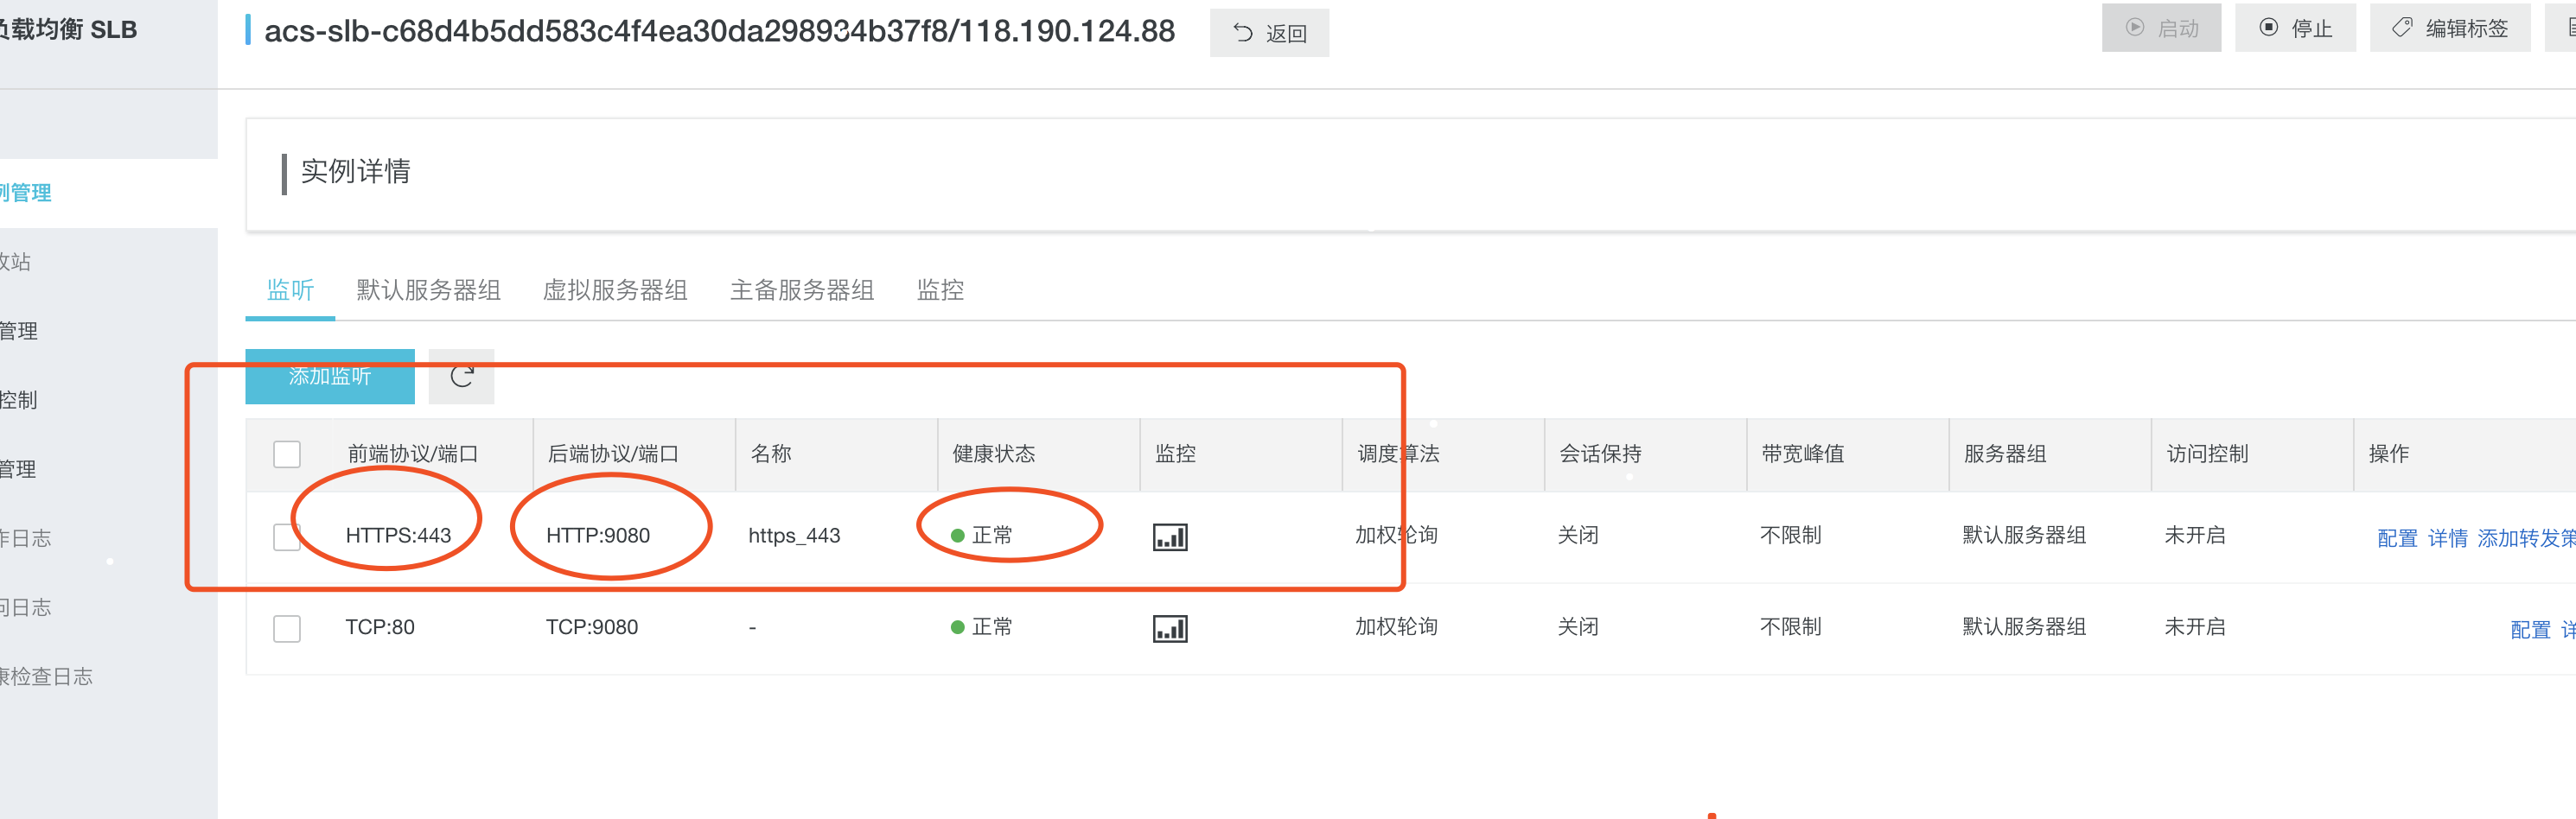 负载均衡 SLB
acs-slb-c68d4b5dd583c4f4ea30da298934b37f8/118.190.124.88
返回
启动
停止
编辑标签
实例详情
例管理
收站
管理
控制
管理
作日志
问日志
康检查日志
监听 默认服务器组 虚拟服务器组 主备服务器组 监控
添加监听
前端协议/端口 后端协议/端口 名称 健康状态 监控 调度算法 会话保持 带宽峰值 服务器组 访问控制 操作
HTTPS:443 HTTP:9080 https_443 正常 加权轮询 关闭 不限制 默认服务器组 未开启 配置 详情 添加转发策
TCP:80 TCP:9080 - 正常 加权轮询 关闭 不限制 默认服务器组 未开启 配置 详